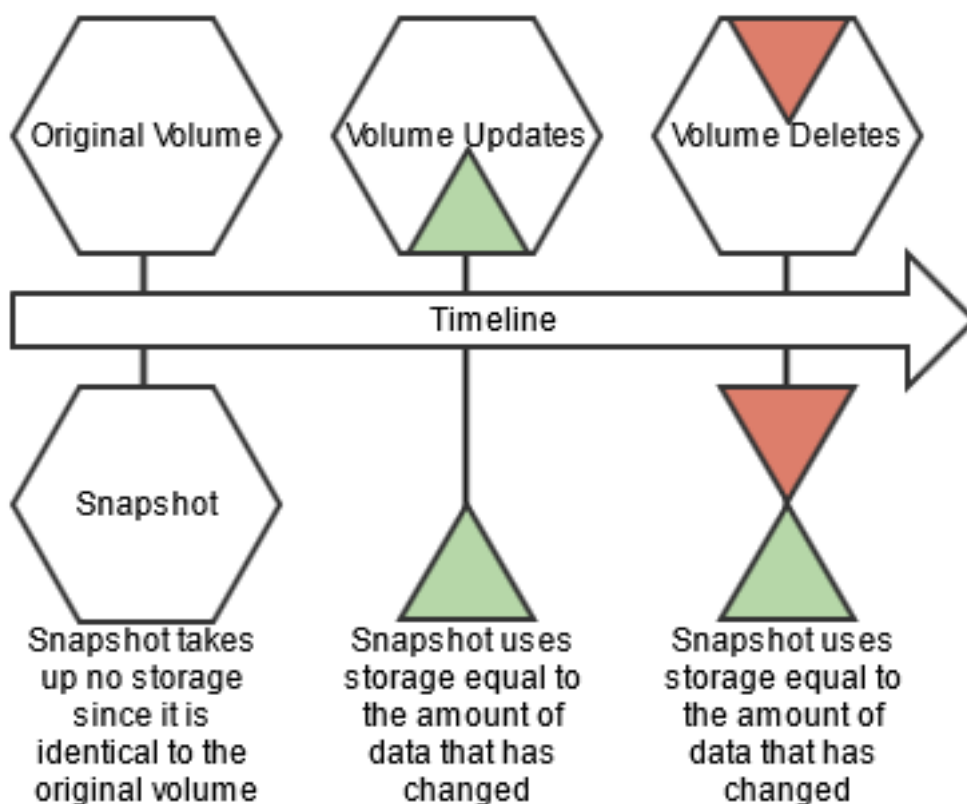 Original Volume
Volume Updates
Volume Deletes
Timeline
Snapshot
Snapshot takes
up no storage
since it is
identical to the
original volume
Snapshot uses
storage equal to
the amount of
data that has
changed
Snapshot uses
storage equal to
the amount of
data that has
changed